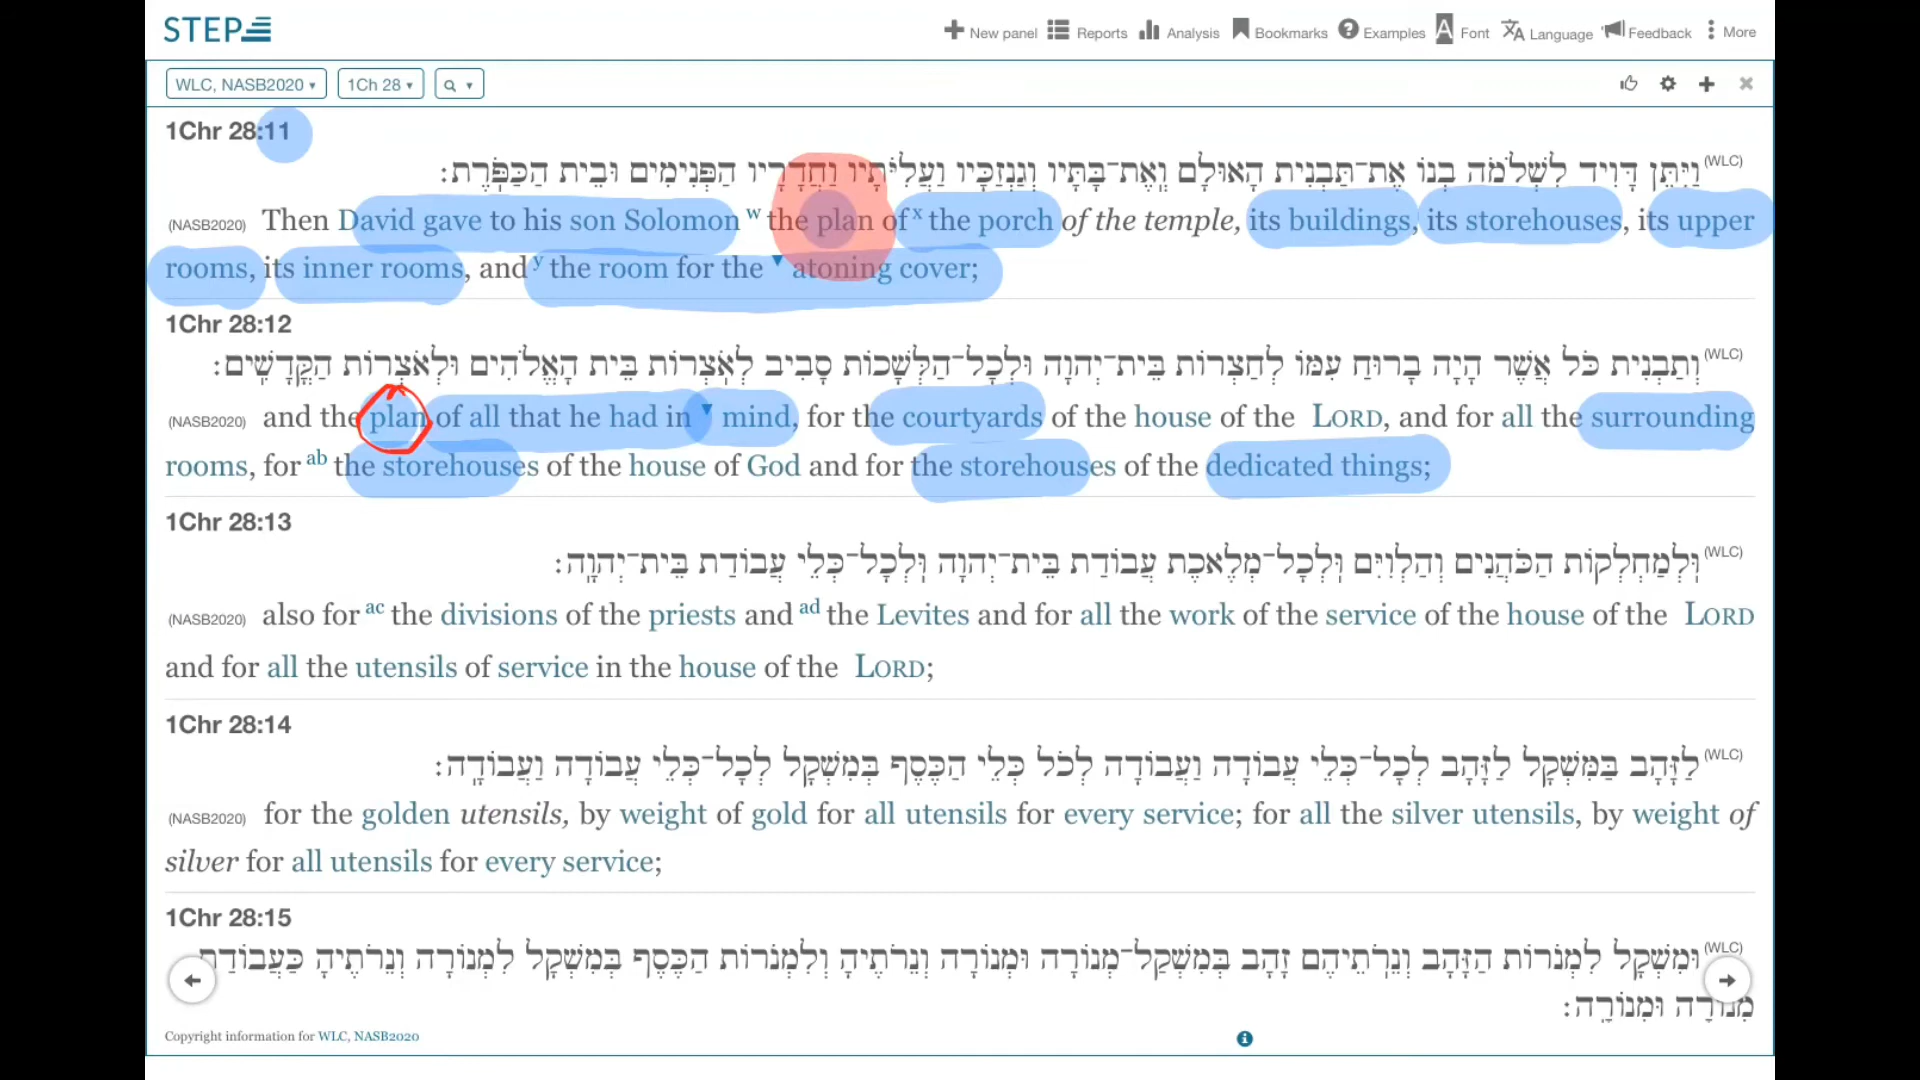 STEP
New panel Reports Analysis Bookmarks Examples A Font Language Feedback More
WLC, NASB2020 1Ch 28
1Chr 28:11
(WLC) וַיִּתֵּן דָּוִיד לִשְׁלֹמֹה בְנוֹ אֶת־תַּבְנִית הָאוּלָם וְאֶת־בָּתָּיו וְגַנְזַכָּיו וַעֲלִיֹּתָיו וַחֲדָרָיו הַפְּנִימִים וּבֵית הַכַּפֹּרֶת׃
(NASB2020) Then David gave to his son Solomon w the plan of x the porch of the temple, its buildings, its storehouses, its upper
rooms, its inner rooms, and y the room for the ▼ atoning cover;
1Chr 28:12
(WLC) וְתַבְנִית כֹּל אֲשֶׁר הָיָה בָרוּחַ עִמּוֹ לְחַצְרוֹת בֵּית־יְהוָה וּלְכָל־הַלְּשָׁכוֹת סָבִיב לְאֹצְרוֹת בֵּית הָאֱלֹהִים וּלְאֹצְרוֹת הַקֳּדָשִׁים׃
(NASB2020) and the plan of all that he had in ▼ mind, for the courtyards of the house of the LORD, and for all the surrounding
rooms, for ab the storehouses of the house of God and for the storehouses of the dedicated things;
1Chr 28:13
(WLC) וּלְמַחְלְקוֹת הַכֹּהֲנִים וְהַלְוִיִּם וּלְכָל־מְלֶאכֶת עֲבוֹדַת בֵּית־יְהוָה וּלְכָל־כְּלֵי עֲבוֹדַת בֵּית־יְהוָה׃
(NASB2020) also for ac the divisions of the priests and ad the Levites and for all the work of the service of the house of the LORD
and for all the utensils of service in the house of the LORD;
1Chr 28:14
(WLC) לַזָּהָב בַּמִּשְׁקָל לַזָּהָב לְכָל־כְּלֵי עֲבוֹדָה וַעֲבוֹדָה לְכֹל כְּלֵי הַכֶּסֶף בְּמִשְׁקָל לְכָל־כְּלֵי עֲבוֹדָה וַעֲבוֹדָה׃
(NASB2020) for the golden utensils, by weight of gold for all utensils for every service; for all the silver utensils, by weight of
silver for all utensils for every service;
1Chr 28:15
(WLC) וּמִשְׁקָל לִמְנֹרוֹת הַזָּהָב וְנֵרֹתֵיהֶם זָהָב בְּמִשְׁקַל־מְנוֹרָה וּמְנוֹרָה וְנֵרֹתֶיהָ וְלִמְנֹרוֹת הַכֶּסֶף בְּמִשְׁקָל לִמְנוֹרָה וְנֵרֹתֶיהָ כַּעֲבוֹדַת
מְנוֹרָה וּמְנוֹרָה׃
Copyright information for WLC, NASB2020